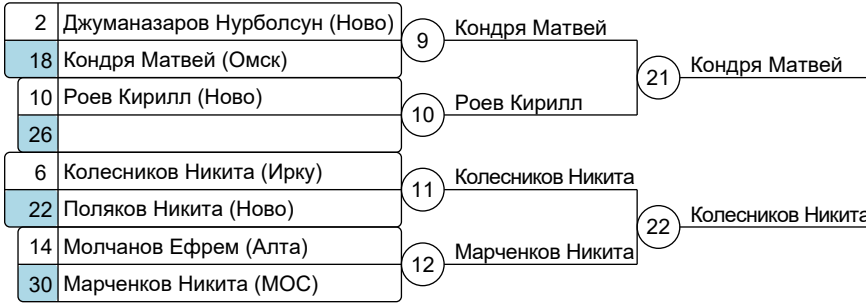 2 Джуманазаров Нурболсун (Ново)
18 Кондря Матвей (Омск)
9 Кондря Матвей
10 Роев Кирилл (Ново)
26
10 Роев Кирилл
21 Кондря Матвей
6 Колесников Никита (Ирку)
22 Поляков Никита (Ново)
11 Колесников Никита
14 Молчанов Ефрем (Алта)
30 Марченков Никита (МОС)
12 Марченков Никита
22 Колесников Никита